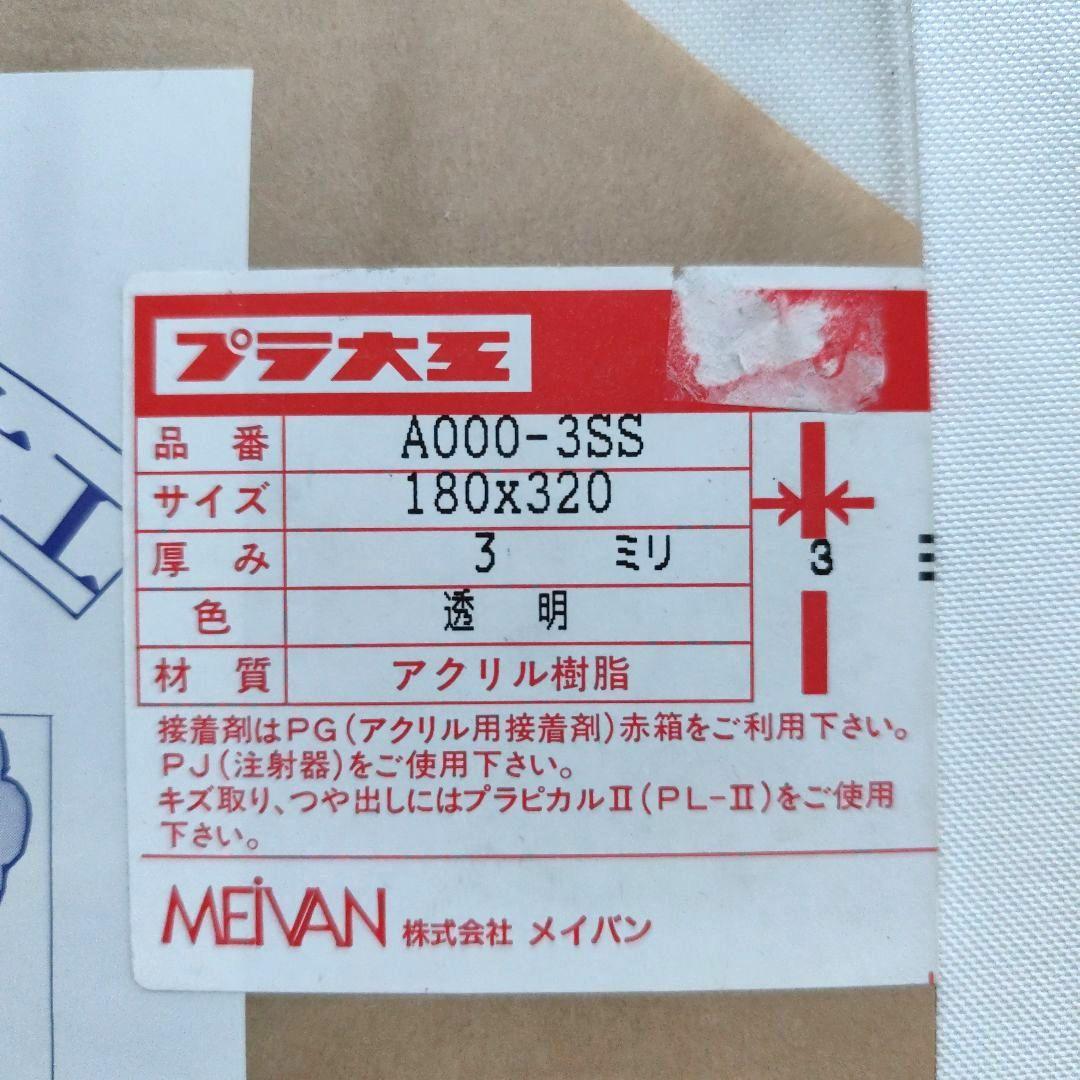 プラ大王
品番 A000-3SS
サイズ 180x320
厚み 3 ミリ
色 透明
材質 アクリル樹脂
3 ミ
接着剤はPG(アクリル用接着剤)赤箱をご利用下さい。
PJ(注射器)をご使用下さい。
キズ取り、つや出しにはプラピカルⅡ(PL-Ⅱ)をご使用
下さい。
MEiVAN 株式会社 メイバン